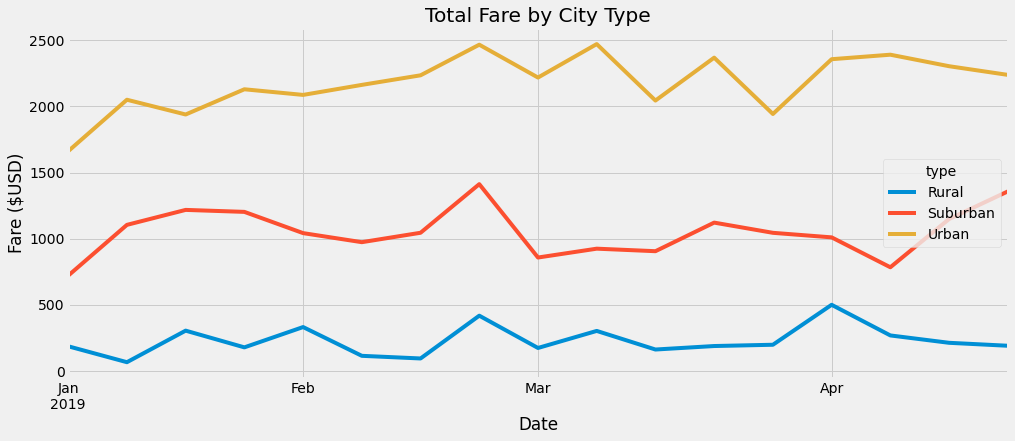 Total Fare by City Type
Fare ($USD)
2500
2000
1500
1000
500
0
type
Rural
Suburban
Urban
Jan
2019
Feb
Mar
Apr
Date